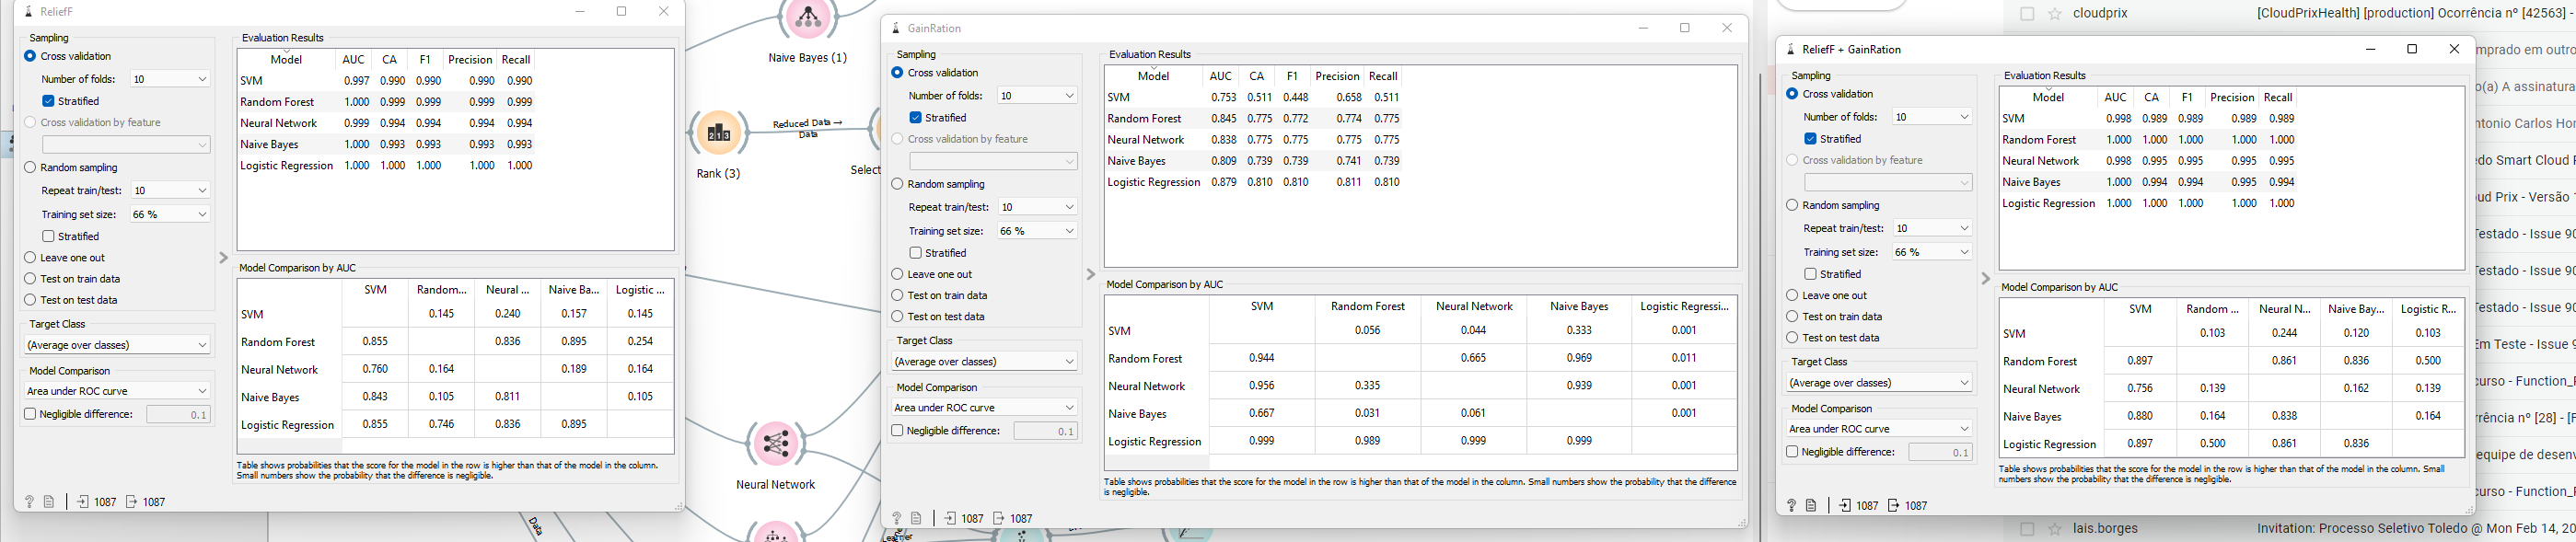 ReliefF
Sampling
Cross validation
Number of folds: 10
Stratified
Cross validation by feature
Random sampling
Repeat train/test: 10
Training set size: 66 %
Stratified
Leave one out
Test on train data
Test on test data
Target Class
(Average over classes)
Model Comparison
Area under ROC curve
Negligible difference: 0.1
1087 1087
Evaluation Results
Model AUC CA F1 Precision Recall
SVM 0.997 0.990 0.990 0.990 0.990
Random Forest 1.000 0.999 0.999 0.999 0.999
Neural Network 0.999 0.994 0.994 0.994 0.994
Naive Bayes 1.000 0.993 0.993 0.993 0.993
Logistic Regression 1.000 1.000 1.000 1.000 1.000
Model Comparison by AUC
SVM Random... Neural ... Naive Ba... Logistic ...
SVM 0.145 0.240 0.157 0.145
Random Forest 0.855 0.836 0.895 0.254
Neural Network 0.760 0.164 0.189 0.164
Naive Bayes 0.843 0.105 0.811 0.105
Logistic Regression 0.855 0.746 0.836 0.895
Table shows probabilities that the score for the model in the row is higher than that of the model in the column.
Small numbers show the probability that the difference is negligible.
Data
Naive Bayes (1)
Reduced Data → Data
Rank (3)
Select
Neural Network
GainRation
Sampling
Cross validation
Number of folds: 10
Stratified
Cross validation by feature
Random sampling
Repeat train/test: 10
Training set size: 66 %
Stratified
Leave one out
Test on train data
Test on test data
Target Class
(Average over classes)
Model Comparison
Area under ROC curve
Negligible difference: 0.1
1087 1087
Evaluation Results
Model AUC CA F1 Precision Recall
SVM 0.753 0.511 0.448 0.658 0.511
Random Forest 0.845 0.775 0.772 0.774 0.775
Neural Network 0.838 0.775 0.775 0.775 0.775
Naive Bayes 0.809 0.739 0.739 0.741 0.739
Logistic Regression 0.879 0.810 0.810 0.811 0.810
Model Comparison by AUC
SVM Random Forest Neural Network Naive Bayes Logistic Regressi...
SVM 0.056 0.044 0.333 0.001
Random Forest 0.944 0.665 0.969 0.011
Neural Network 0.956 0.335 0.939 0.001
Naive Bayes 0.667 0.031 0.061 0.001
Logistic Regression 0.999 0.989 0.999 0.999
Table shows probabilities that the score for the model in the row is higher than that of the model in the column. Small numbers show the probability that the difference
is negligible.
cloudprix [CloudPrixHealth] [production] Ocorrência nº [42563] -
ReliefF + GainRation
Sampling
Cross validation
Number of folds: 10
Stratified
Cross validation by feature
Random sampling
Repeat train/test: 10
Training set size: 66 %
Stratified
Leave one out
Test on train data
Test on test data
Target Class
(Average over classes)
Model Comparison
Area under ROC curve
Negligible difference: 0.1
1087 1087
Evaluation Results
Model AUC CA F1 Precision Recall
SVM 0.998 0.989 0.989 0.989 0.989
Random Forest 1.000 1.000 1.000 1.000 1.000
Neural Network 0.998 0.995 0.995 0.995 0.995
Naive Bayes 1.000 0.994 0.994 0.995 0.994
Logistic Regression 1.000 1.000 1.000 1.000 1.000
Model Comparison by AUC
SVM Random ... Neural N... Naive Bay... Logistic R...
SVM 0.103 0.244 0.120 0.103
Random Forest 0.897 0.861 0.836 0.500
Neural Network 0.756 0.139 0.162 0.139
Naive Bayes 0.880 0.164 0.838 0.164
Logistic Regression 0.897 0.500 0.861 0.836
Table shows probabilities that the score for the model in the row is higher than that of the model in the column. Small
numbers show the probability that the difference is negligible.
mprado em outro
o(a) A assinatura
ntonio Carlos Hor
edo Smart Cloud P
ud Prix - Versão 1
Testado - Issue 90
Testado - Issue 90
Testado - Issue 90
Em Teste - Issue 9
curso - Function_F
rrência nº [28] - [F
equipe de desenv
curso - Function_F
lais.borges Invitation: Processo Seletivo Toledo @ Mon Feb 14, 20